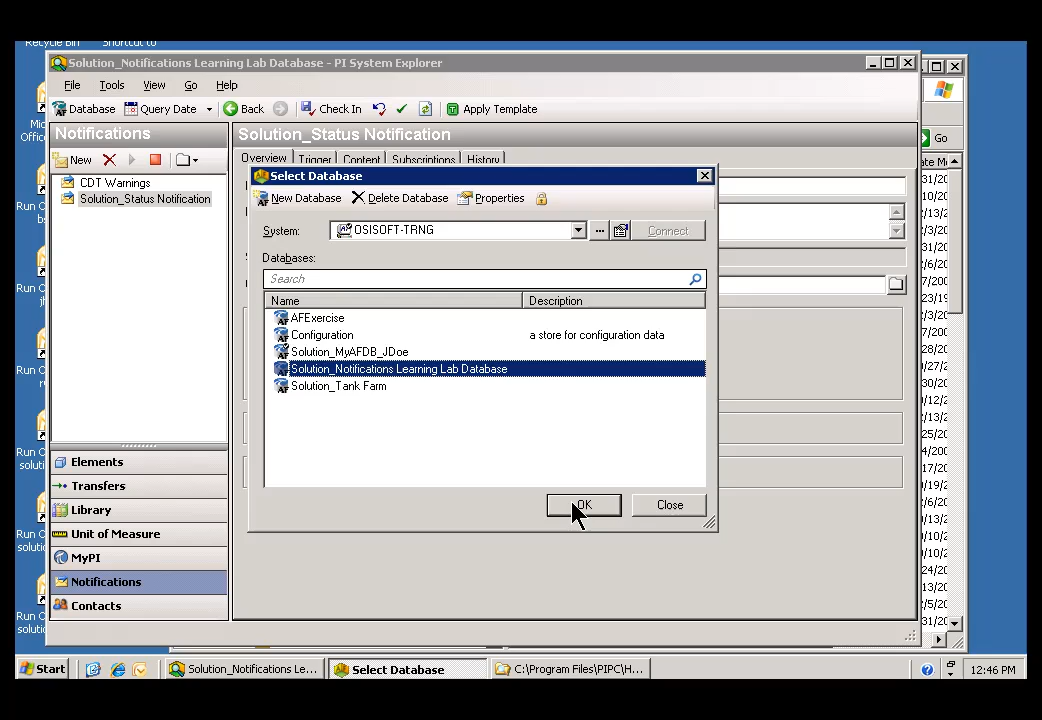 Recycle Bin
Shortcut to
Solution_Notifications Learning Lab Database - PI System Explorer
File Tools View Go Help
Database Query Date Back Check In Apply Template
Notifications
Solution_Status Notification
New
Overview Trigger Content Subscriptions History
CDT Warnings
Solution_Status Notification
Select Database
New Database Delete Database Properties
System: OSISOFT-TRNG ... Connect
Databases:
Search
Name Description
AFExercise
Configuration a store for configuration data
Solution_MyAFDB_JDoe
Solution_Notifications Learning Lab Database
Solution_Tank Farm
OK Close
Elements
Transfers
Library
Unit of Measure
MyPI
Notifications
Contacts
Go
Start
Solution_Notifications Le...
Select Database
C:\Program Files\PIPC\H...
12:46 PM